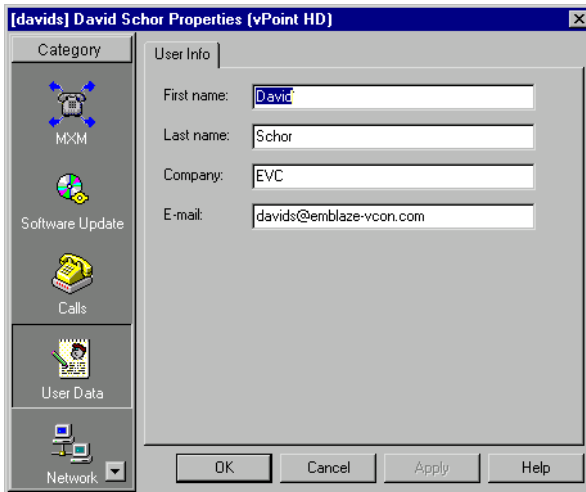 [davids] David Schor Properties (vPoint HD)
Category
MXM
Software Update
Calls
User Data
Network
User Info
First name: David
Last name: Schor
Company: EVC
E-mail: davids@emblaze-vcon.com
OK Cancel Apply Help